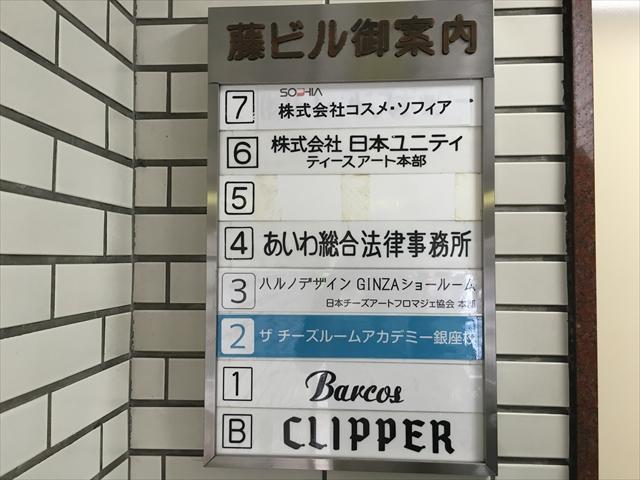 藤ビル御案内
7
SOPHIA
株式会社コスメ・ソフィア
6
株式会社 日本ユニティ
ティースアート本部
5
4 あいわ総合法律事務所
3
ハルノデザイン GINZAショールーム
日本チーズアートフロマジェ協会 本部
2 ザ チーズルームアカデミー銀座校
1 Barcos
B CLIPPER